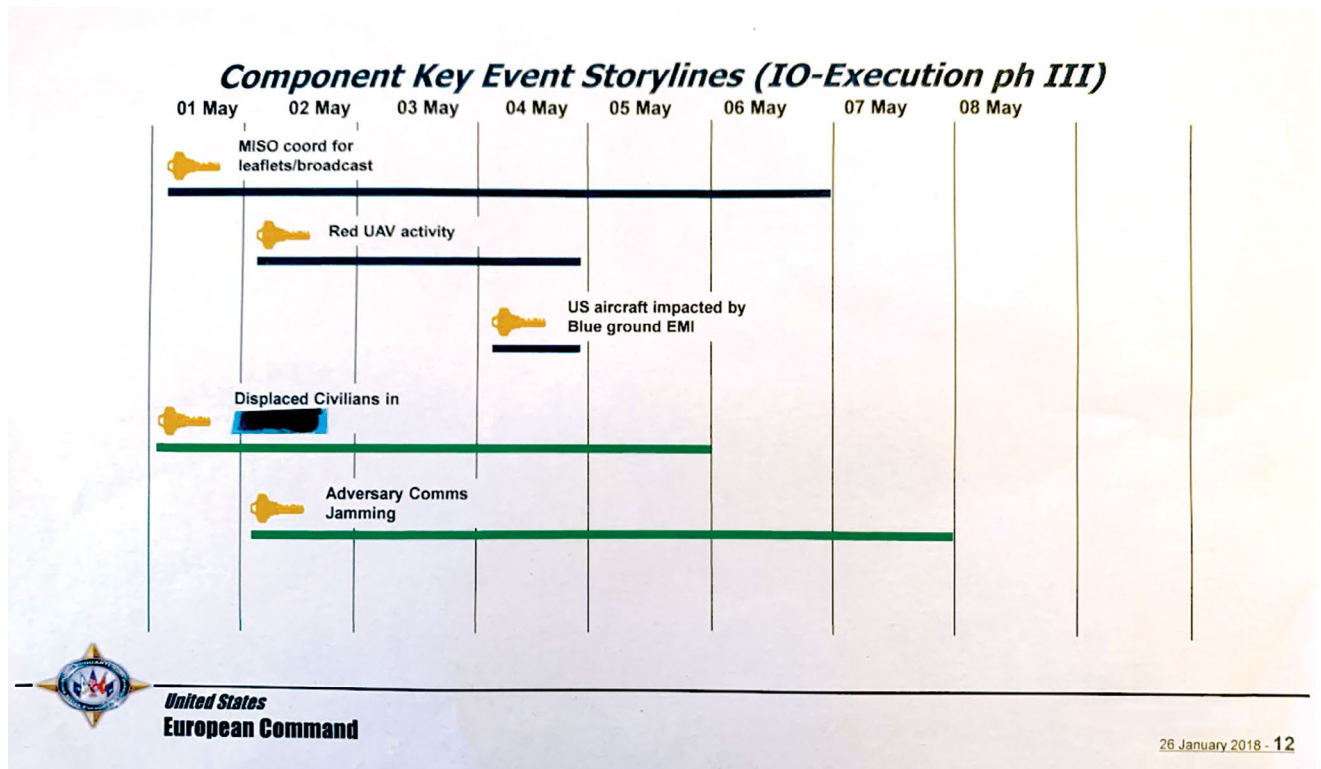 Component Key Event Storylines (IO-Execution ph III)
01 May 02 May 03 May 04 May 05 May 06 May 07 May 08 May
MISO coord for
leaflets/broadcast
Red UAV activity
US aircraft impacted by
Blue ground EMI
Displaced Civilians in
Adversary Comms
Jamming
United States
European Command
26 January 2018 - 12